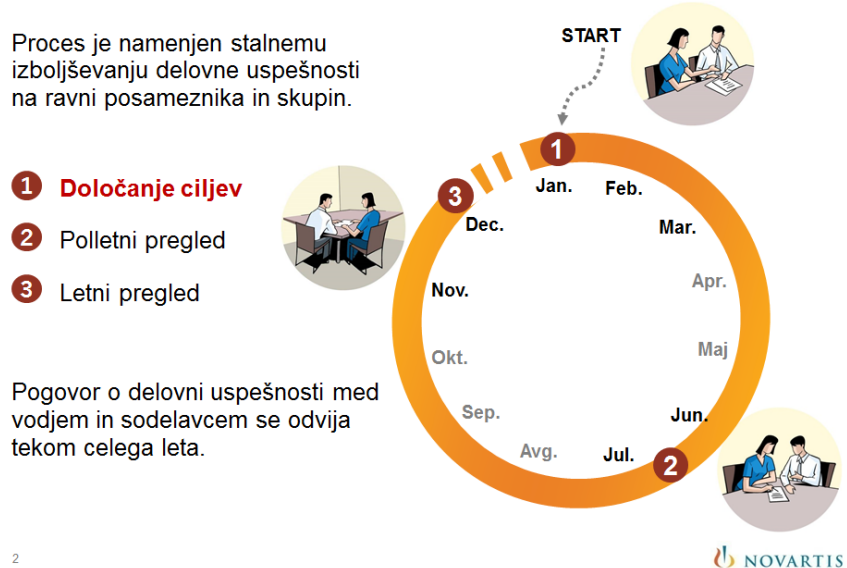 Proces je namenjen stalnemu
izboljševanju delovne uspešnosti
na ravni posameznika in skupin.
1 Določanje ciljev
2 Polletni pregled
3 Letni pregled
Pogovor o delovni uspešnosti med
vodjem in sodelavcem se odvija
tekom celega leta.
START
1
Jan.
Feb.
Mar.
Apr.
Maj
Jun.
2
Jul.
Avg.
Sep.
Okt.
Nov.
Dec.
3
2
NOVARTIS